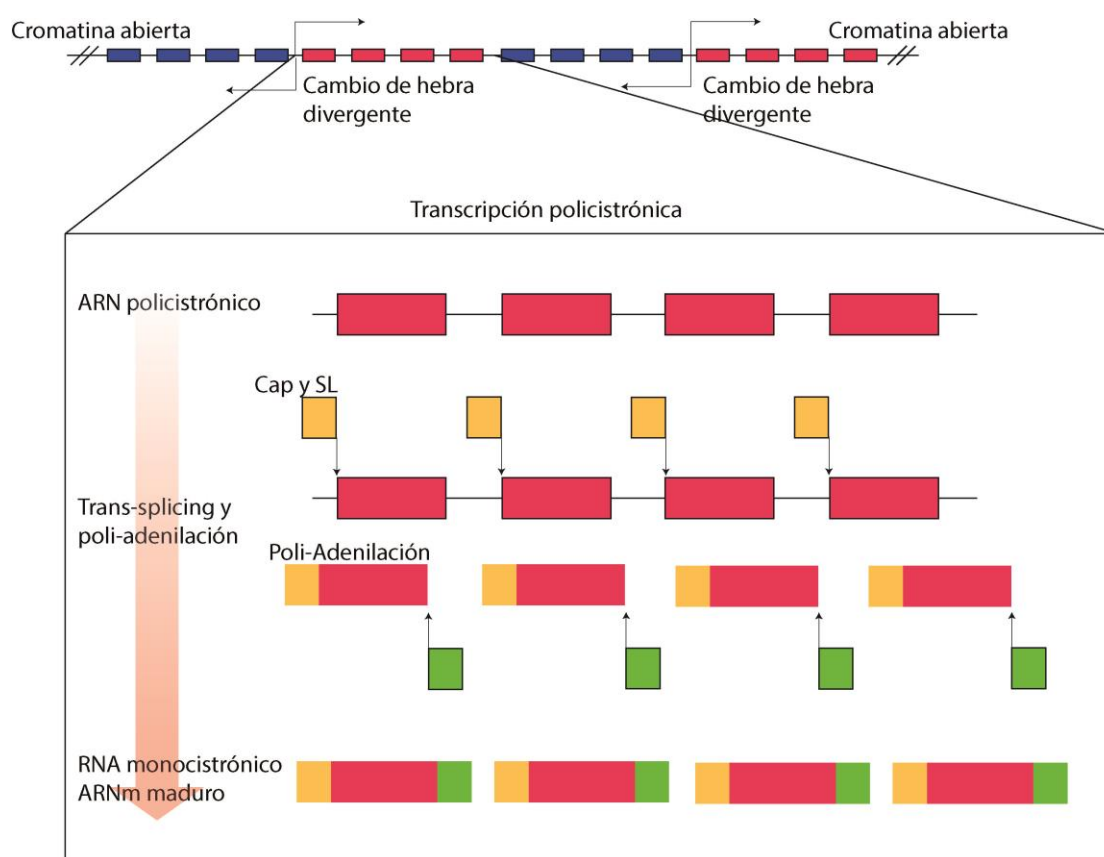 Cromatina abierta
Cromatina abierta
Cambio de hebra
divergente
Cambio de hebra
divergente
Transcripción policistrónica
ARN policistrónico
Cap y SL
Trans-splicing y
poli-adenilación
Poli-Adenilación
RNA monocistrónico
ARNm maduro